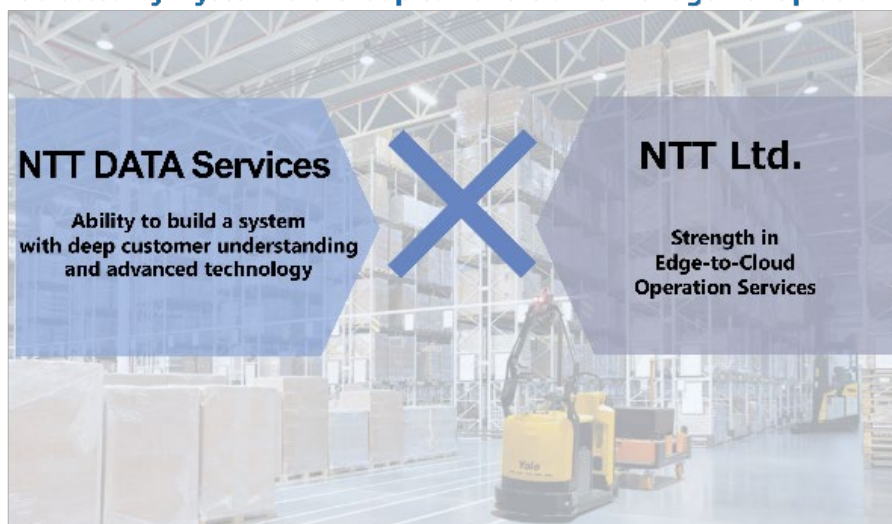 NTT DATA Services
Ability to build a system
with deep customer understanding
and advanced technology
NTT Ltd.
Strength in
Edge-to-Cloud
Operation Services
Yale